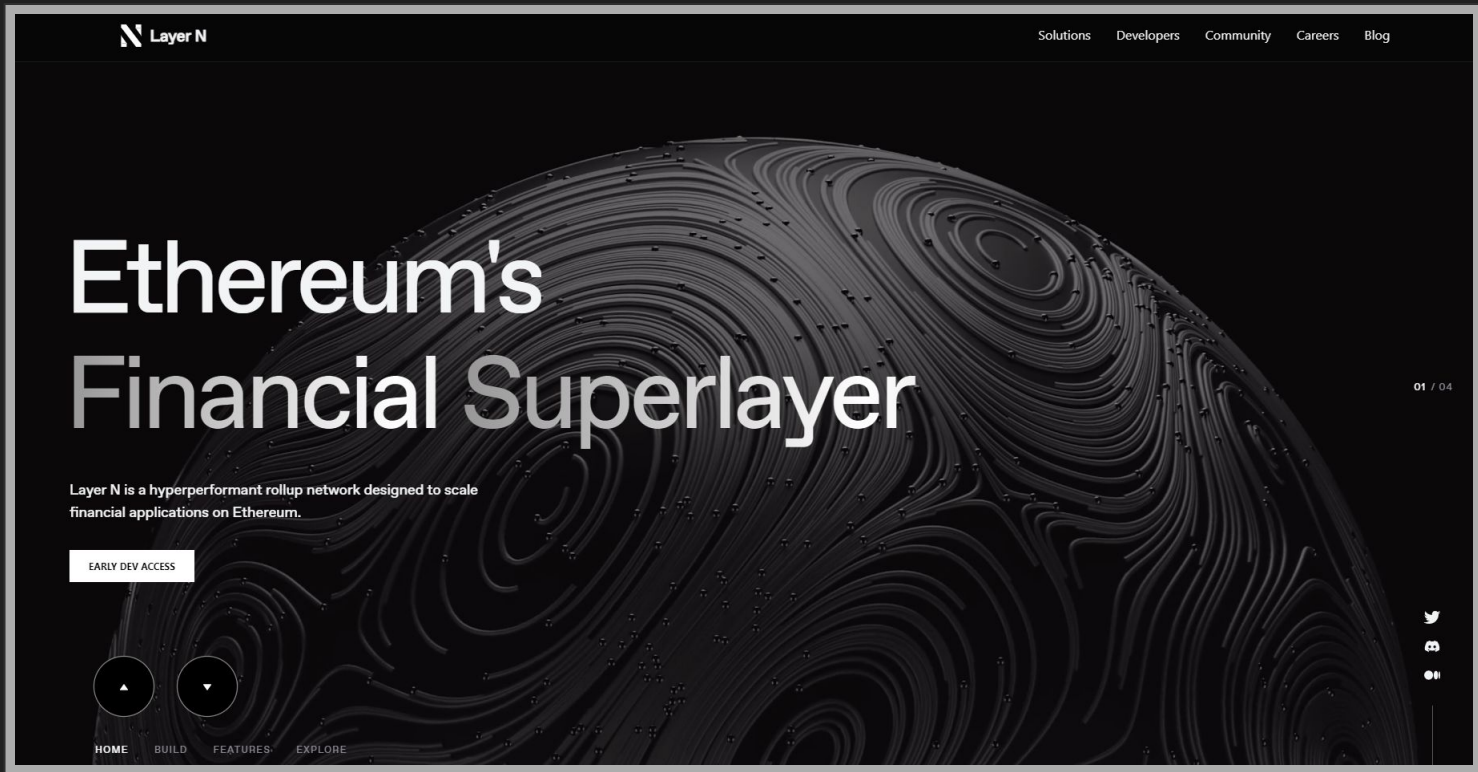 Layer N
Solutions Developers Community Careers Blog
Ethereum's
Financial Superlayer
01 / 04
Layer N is a hyperperformant rollup network designed to scale
financial applications on Ethereum.
EARLY DEV ACCESS
HOME BUILD FEATURES EXPLORE